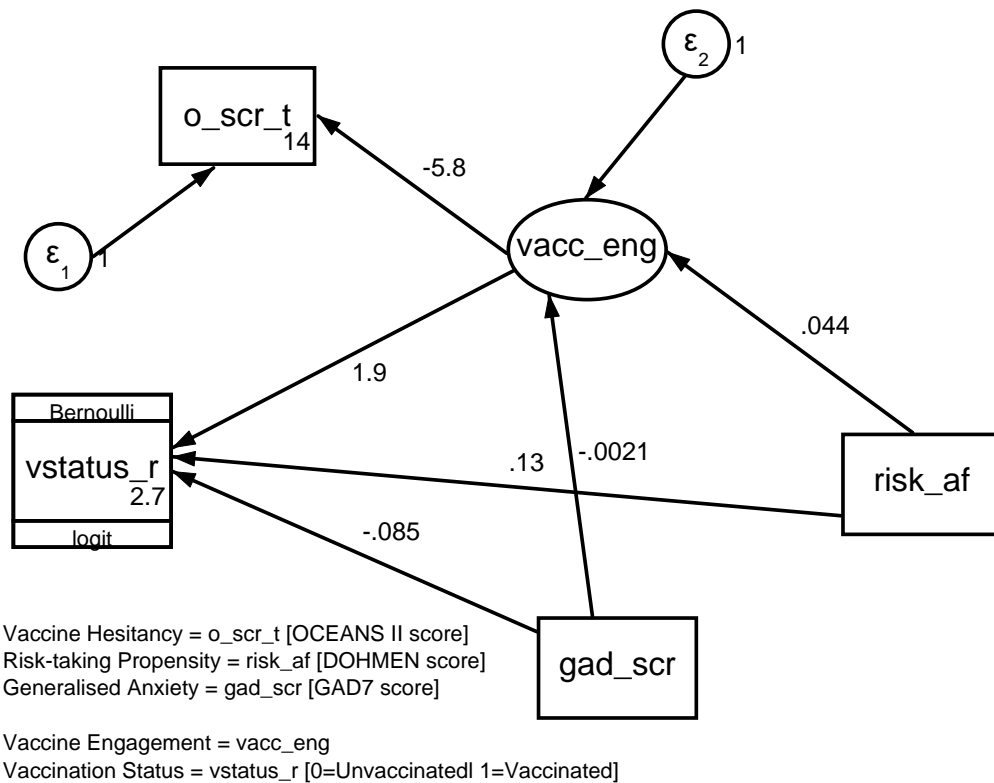 ε2 1
o_scr_t
14
-5.8
vacc_eng
ε1 1
.044
1.9
Bernoulli
vstatus_r
2.7
logit
.13
-.0021
risk_af
-.085
gad_scr
Vaccine Hesitancy = o_scr_t [OCEANS II score]
Risk-taking Propensity = risk_af [DOHMEN score]
Generalised Anxiety = gad_scr [GAD7 score]
Vaccine Engagement = vacc_eng
Vaccination Status = vstatus_r [0=Unvaccinatedl 1=Vaccinated]